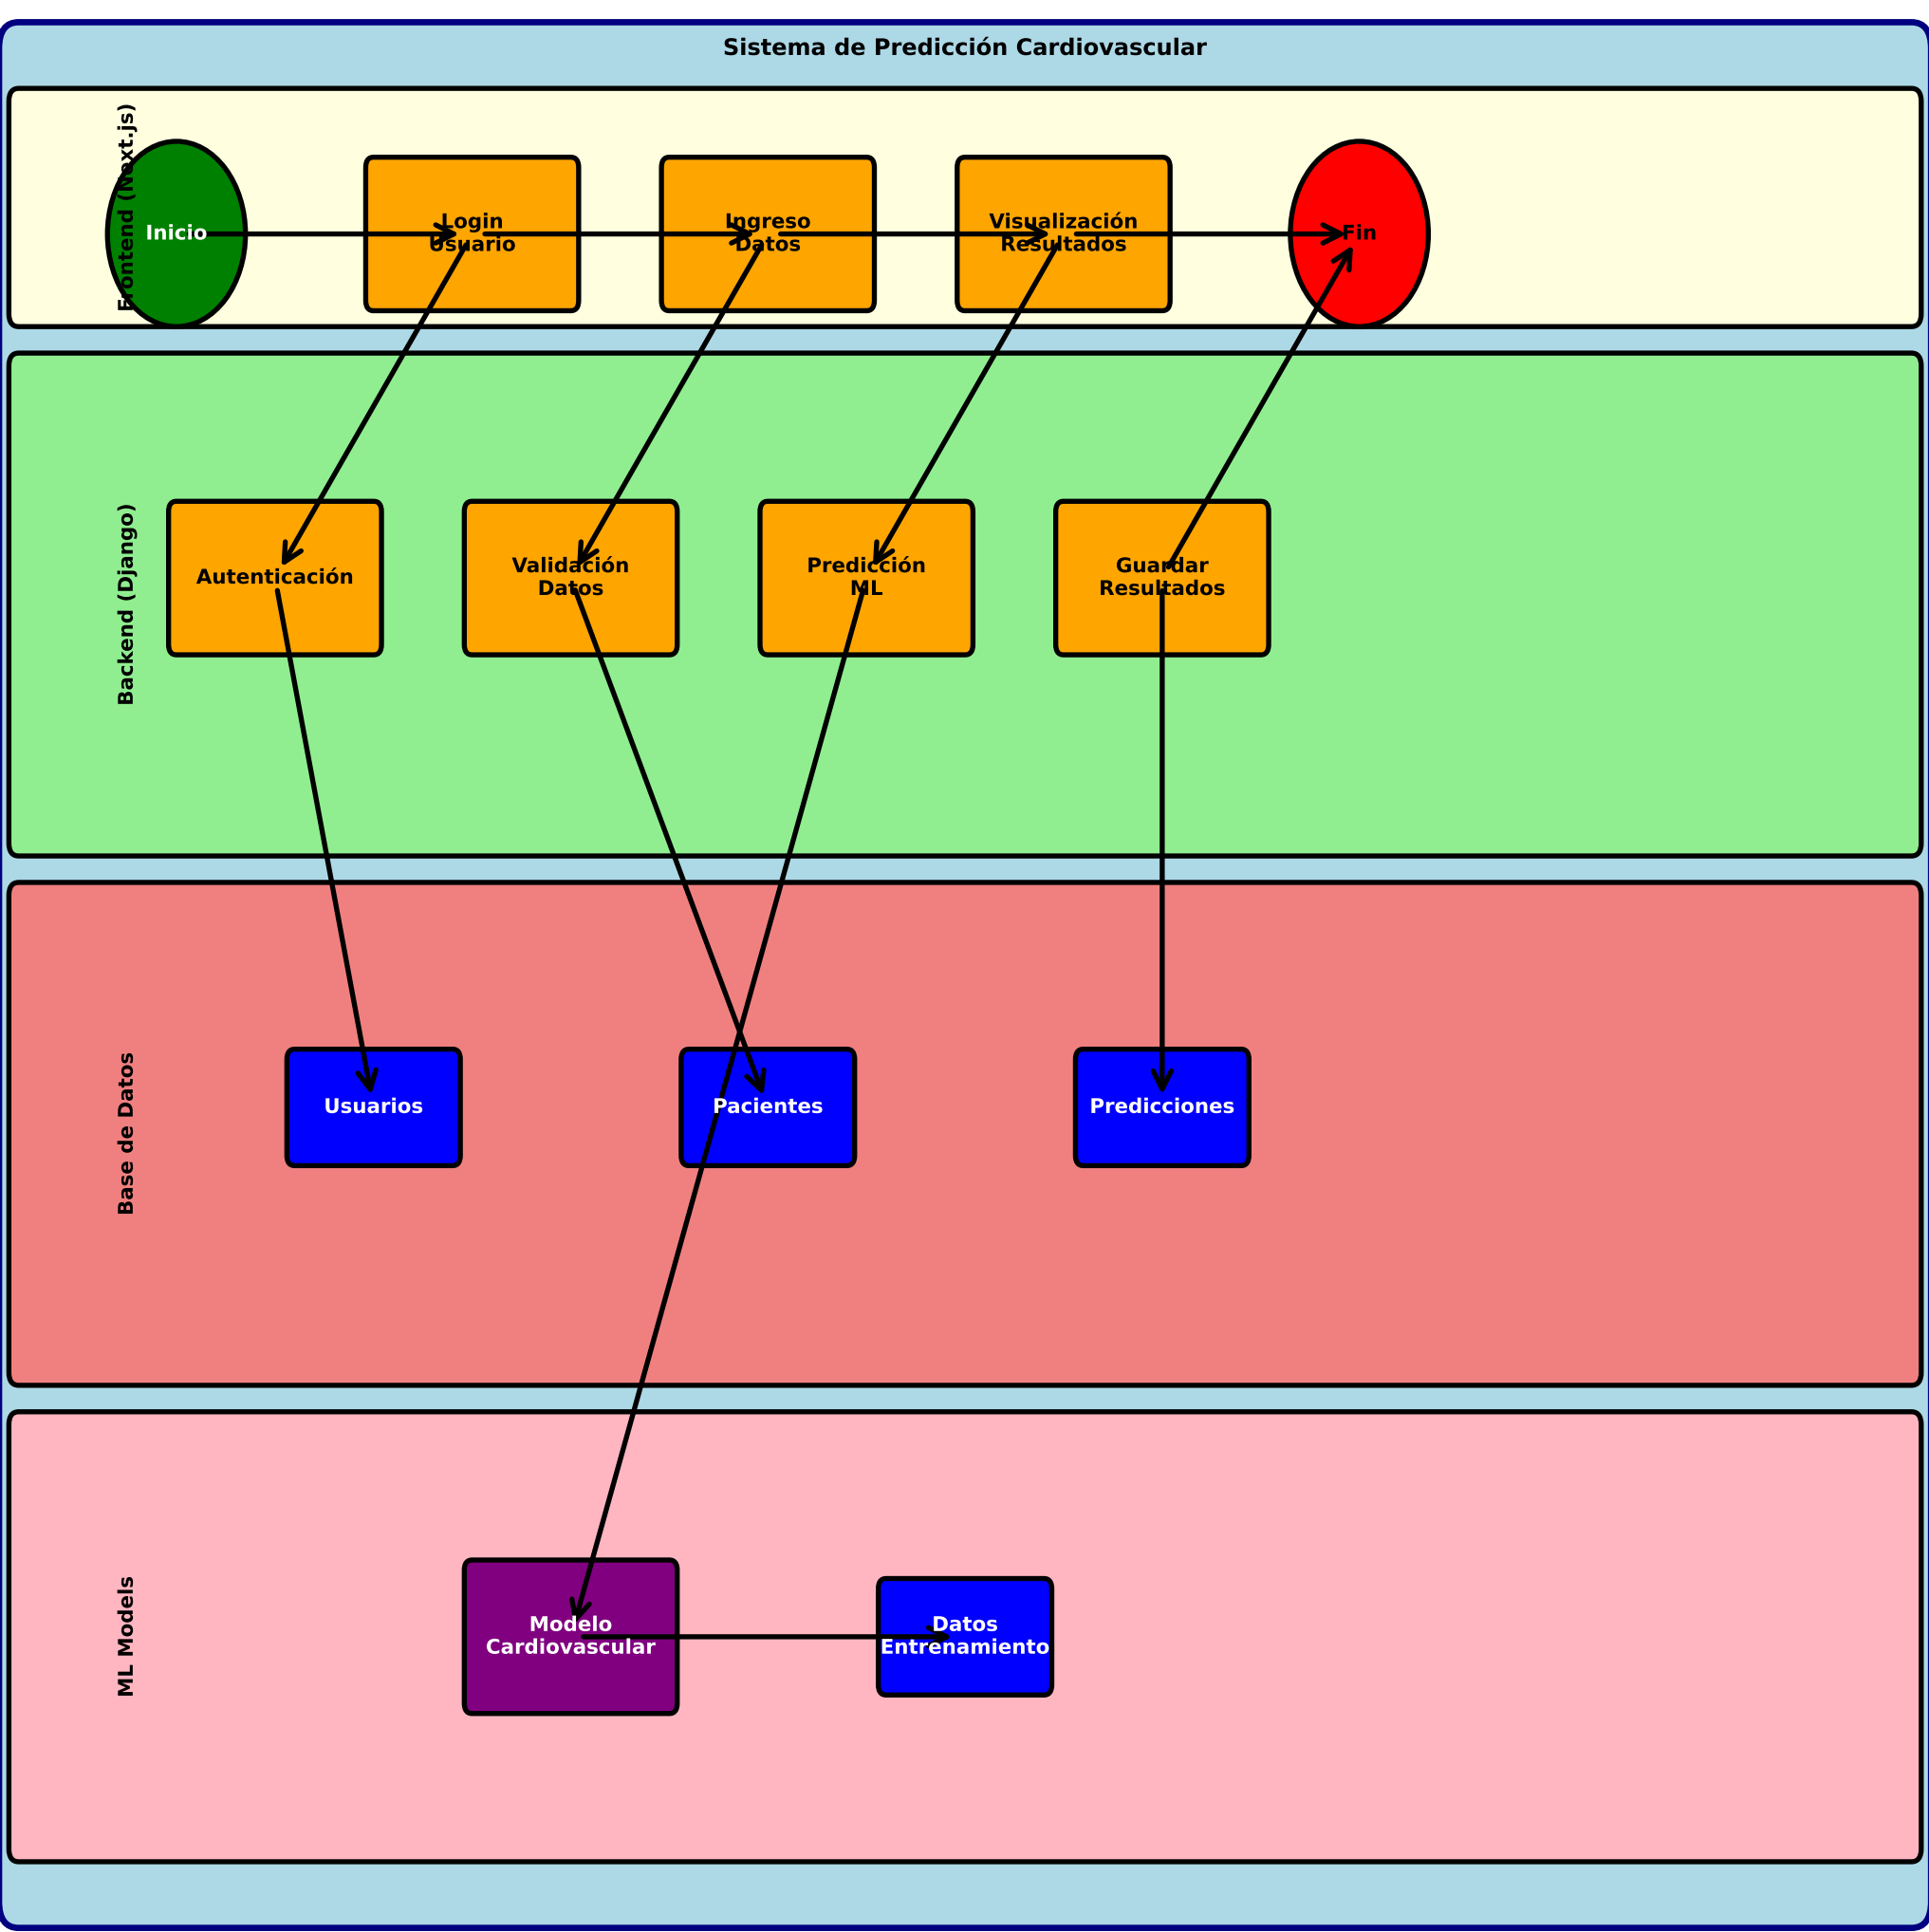 Sistema de Predicción Cardiovascular
Frontend (Next.js)
Inicio
Login
Usuario
Ingreso
Datos
Visualización
Resultados
Fin
Backend (Django)
Autenticación
Validación
Datos
Predicción
ML
Guardar
Resultados
Base de Datos
Usuarios
Pacientes
Predicciones
ML Models
Modelo
Cardiovascular
Datos
Entrenamiento